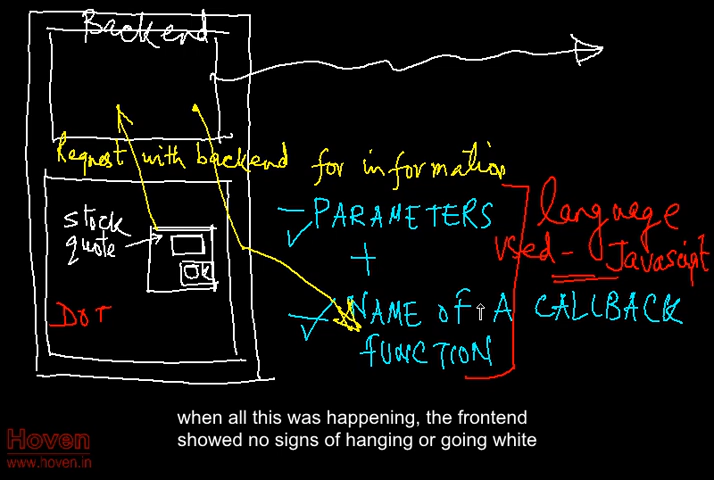 Backend
Request with backend for information
stock
quote
OK
DOT
PARAMETERS
+
NAME OF A CALLBACK
FUNCTION
language
used - Javascript
when all this was happening, the frontend
showed no signs of hanging or going white
Hoven
www.hoven.in